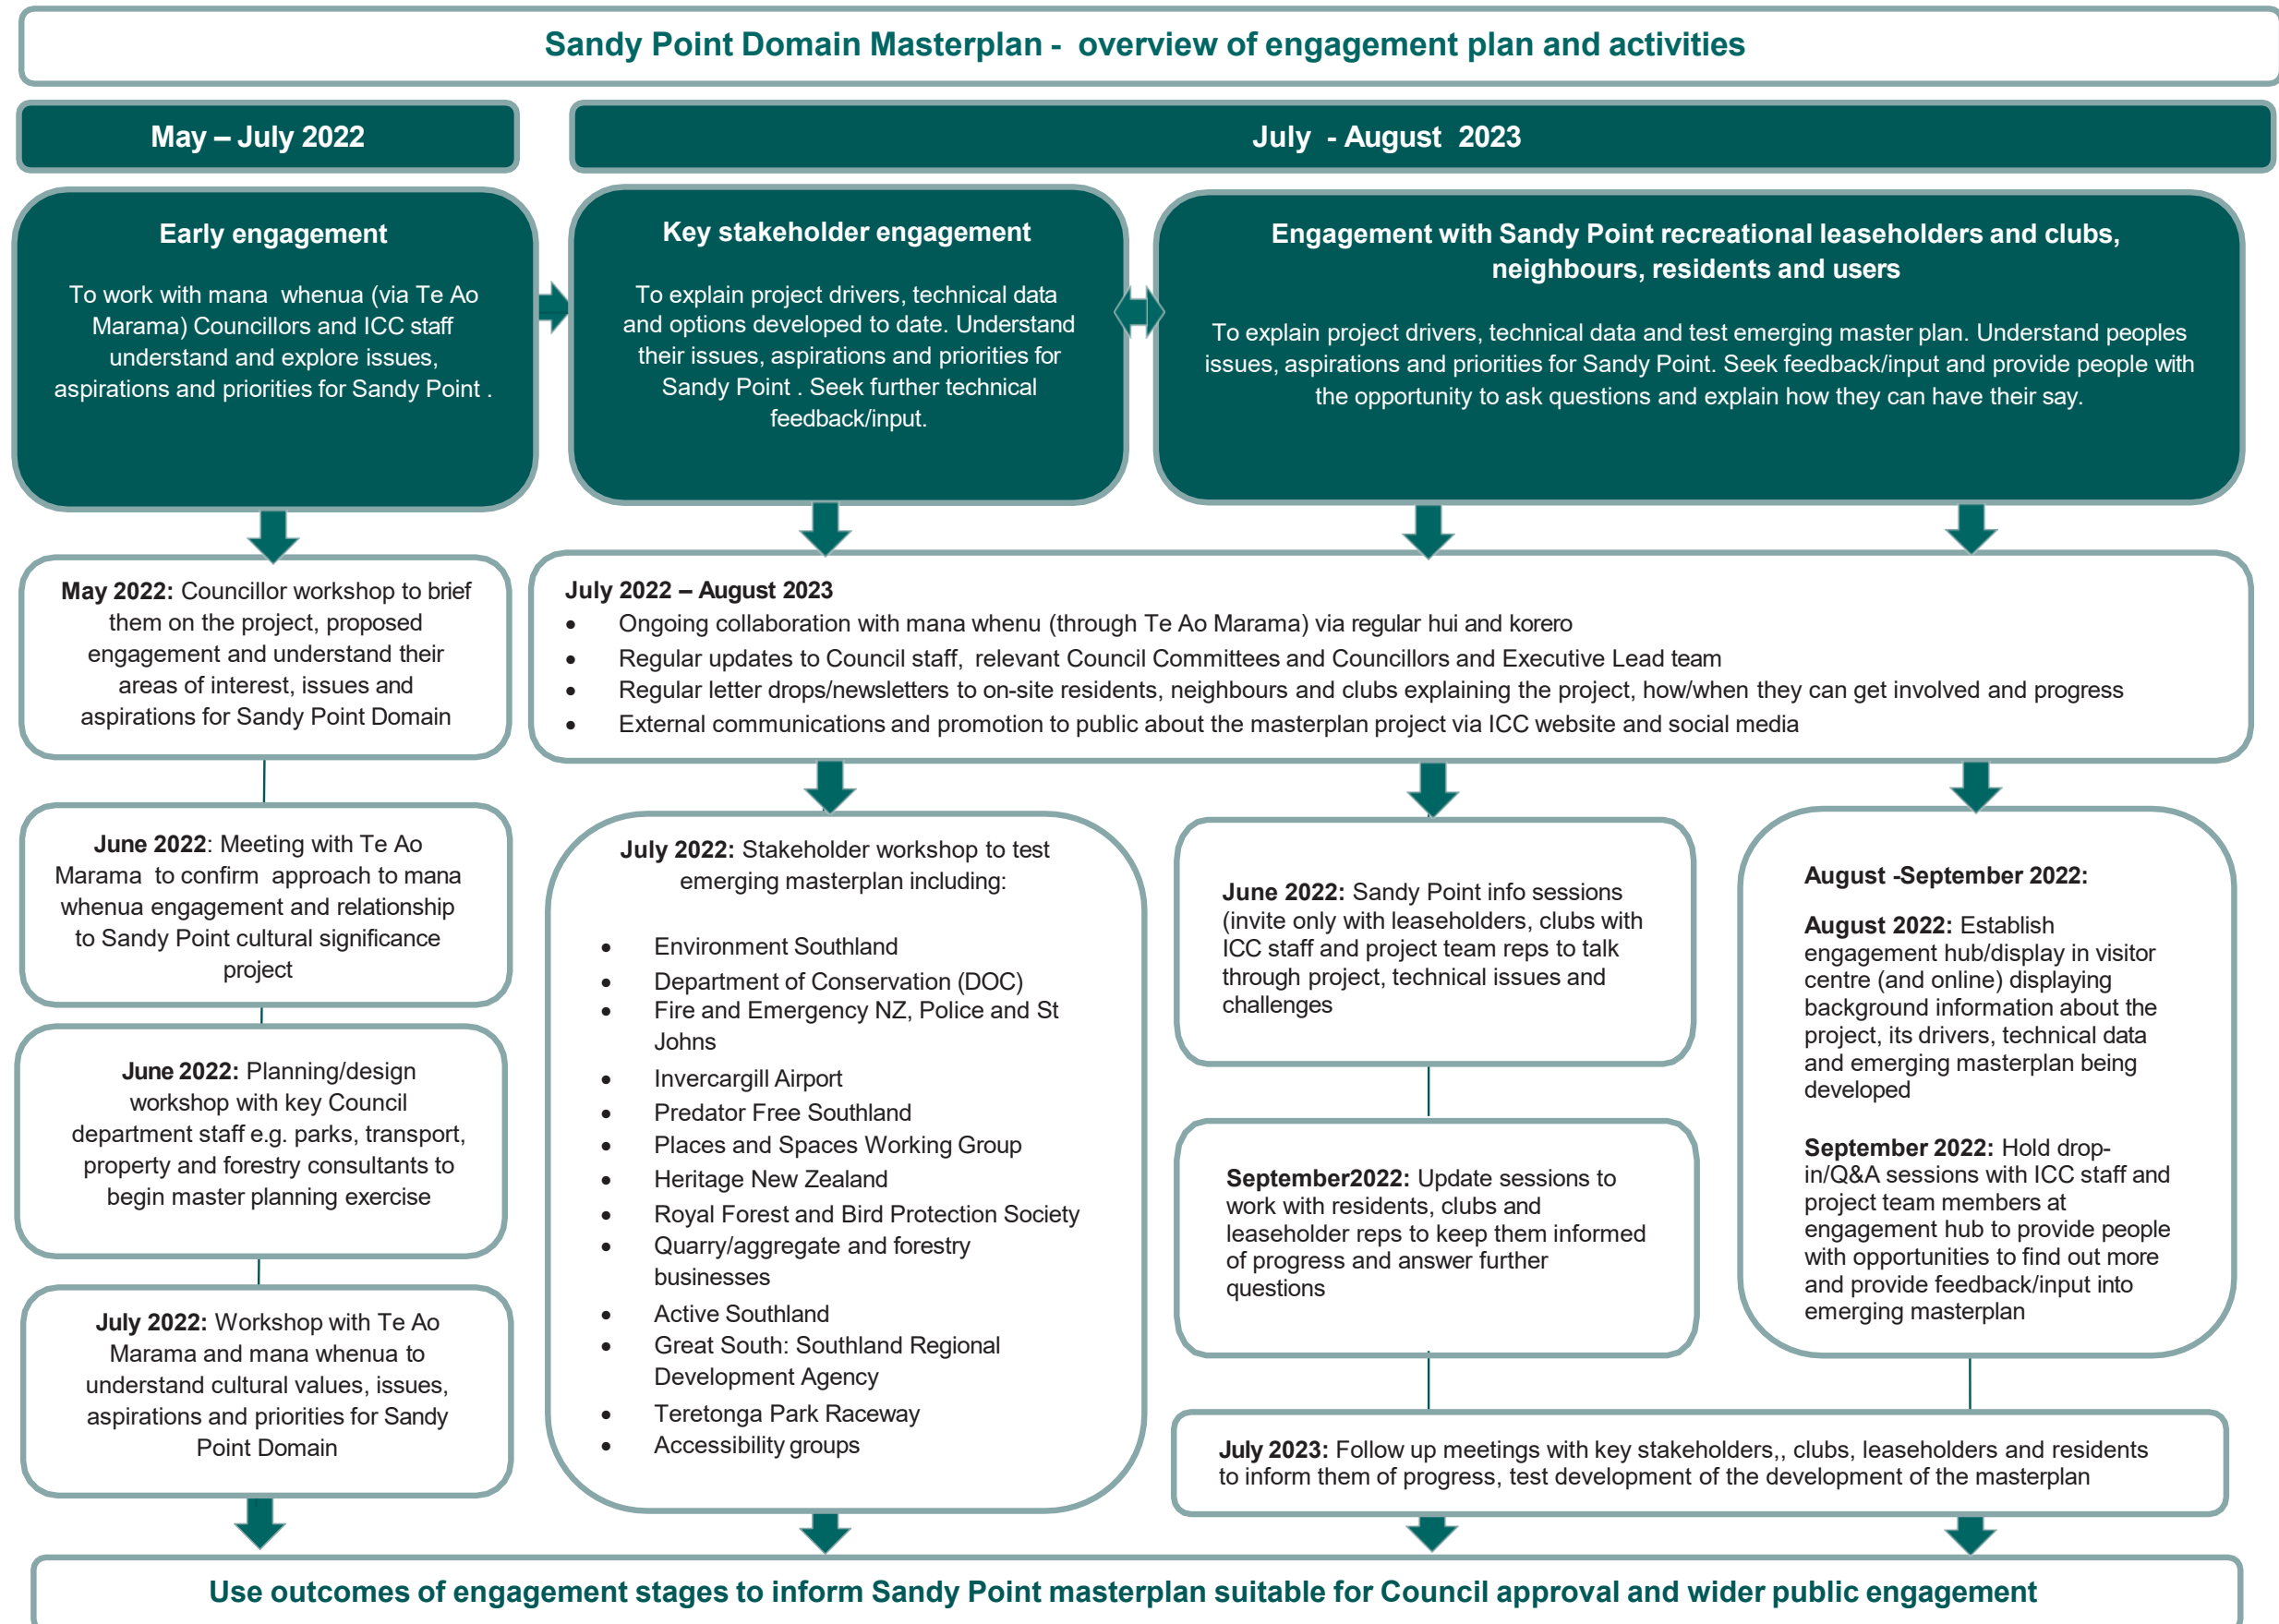 Sandy Point Domain Masterplan - overview of engagement plan and activities
May – July 2022
July - August 2023
Early engagement
To work with mana whenua (via Te Ao
Marama) Councillors and ICC staff
understand and explore issues,
aspirations and priorities for Sandy Point .
Key stakeholder engagement
To explain project drivers, technical data
and options developed to date. Understand
their issues, aspirations and priorities for
Sandy Point . Seek further technical
feedback/input.
Engagement with Sandy Point recreational leaseholders and clubs,
neighbours, residents and users
To explain project drivers, technical data and test emerging master plan. Understand peoples
issues, aspirations and priorities for Sandy Point. Seek feedback/input and provide people with
the opportunity to ask questions and explain how they can have their say.
May 2022: Councillor workshop to brief
them on the project, proposed
engagement and understand their
areas of interest, issues and
aspirations for Sandy Point Domain
June 2022: Meeting with Te Ao
Marama to confirm approach to mana
whenua engagement and relationship
to Sandy Point cultural significance
project
June 2022: Planning/design
workshop with key Council
department staff e.g. parks, transport,
property and forestry consultants to
begin master planning exercise
July 2022: Workshop with Te Ao
Marama and mana whenua to
understand cultural values, issues,
aspirations and priorities for Sandy
Point Domain
July 2022 – August 2023
• Ongoing collaboration with mana whenu (through Te Ao Marama) via regular hui and korero
• Regular updates to Council staff, relevant Council Committees and Councillors and Executive Lead team
• Regular letter drops/newsletters to on-site residents, neighbours and clubs explaining the project, how/when they can get involved and progress
• External communications and promotion to public about the masterplan project via ICC website and social media
July 2022: Stakeholder workshop to test
emerging masterplan including:
• Environment Southland
• Department of Conservation (DOC)
• Fire and Emergency NZ, Police and St
Johns
• Invercargill Airport
• Predator Free Southland
• Places and Spaces Working Group
• Heritage New Zealand
• Royal Forest and Bird Protection Society
• Quarry/aggregate and forestry
businesses
• Active Southland
• Great South: Southland Regional
Development Agency
• Teretonga Park Raceway
• Accessibility groups
June 2022: Sandy Point info sessions
(invite only with leaseholders, clubs with
ICC staff and project team reps to talk
through project, technical issues and
challenges
September2022: Update sessions to
work with residents, clubs and
leaseholder reps to keep them informed
of progress and answer further
questions
August -September 2022:
August 2022: Establish
engagement hub/display in visitor
centre (and online) displaying
background information about the
project, its drivers, technical data
and emerging masterplan being
developed
September 2022: Hold drop-
in/Q&A sessions with ICC staff and
project team members at
engagement hub to provide people
with opportunities to find out more
and provide feedback/input into
emerging masterplan
July 2023: Follow up meetings with key stakeholders,, clubs, leaseholders and residents
to inform them of progress, test development of the development of the masterplan
Use outcomes of engagement stages to inform Sandy Point masterplan suitable for Council approval and wider public engagement